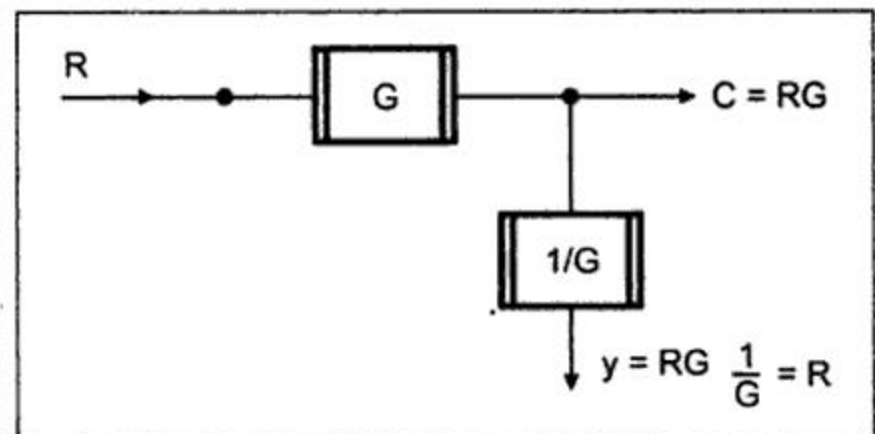 R
G
C = RG
1/G
y = RG 1/G = R